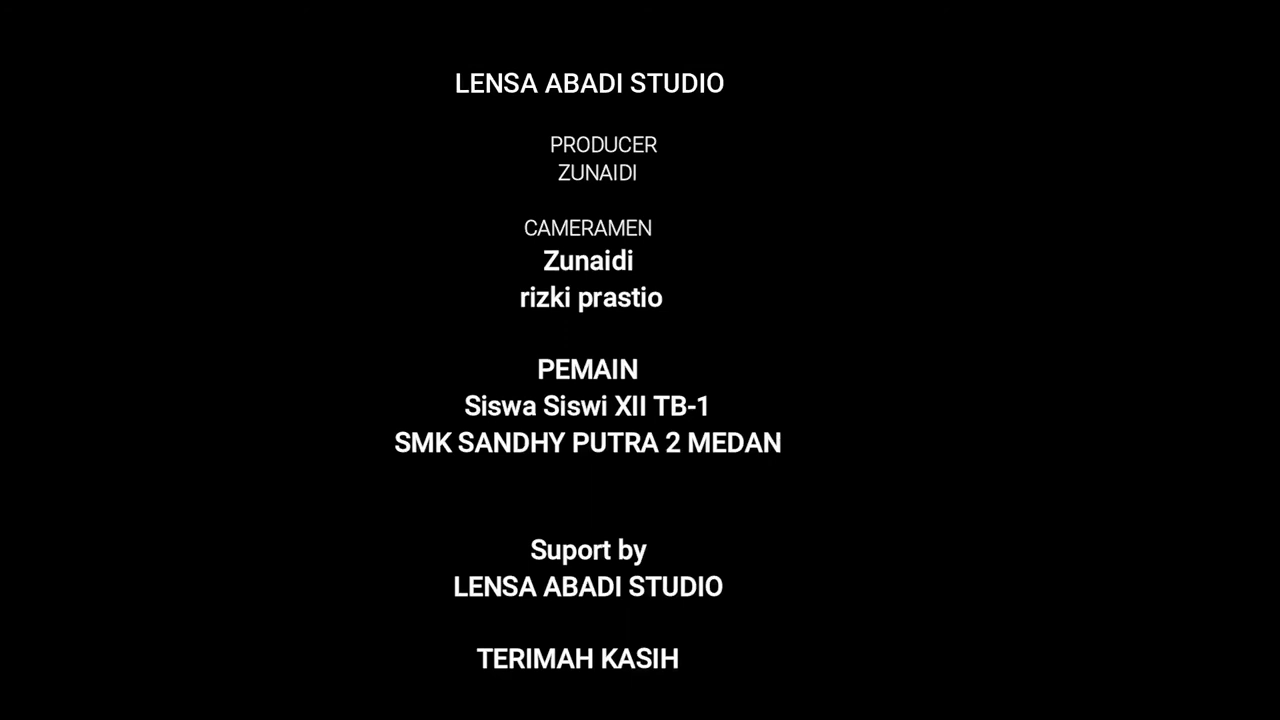 LENSA ABADI STUDIO
PRODUCER
ZUNAIDI
CAMERAMEN
Zunaidi
rizki prastio
PEMAIN
Siswa Siswi XII TB-1
SMK SANDHY PUTRA 2 MEDAN
Suport by
LENSA ABADI STUDIO
TERIMAH KASIH